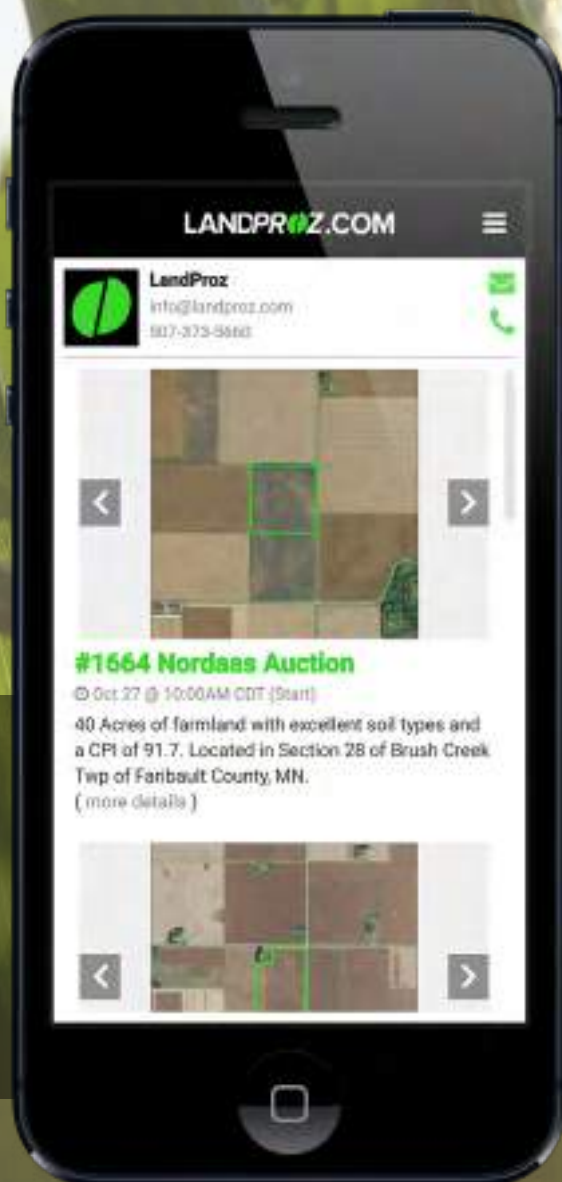 LANDPROZ.COM
LandProz
info@landproz.com
507-373-5660
#1664 Nordaas Auction
Oct 27 @ 10:00AM CDT (Start)
40 Acres of farmland with excellent soil types and
a CPI of 91.7. Located in Section 28 of Brush Creek
Twp of Faribault County, MN.
( more details )